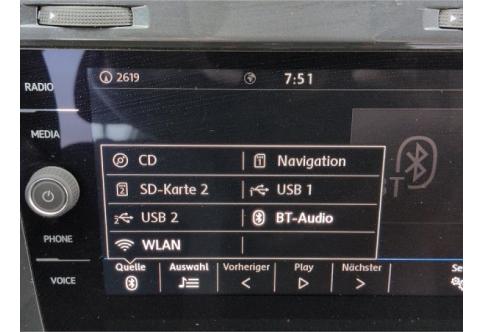 2619 7:51
RADIO
MEDIA
CD Navigation
SD-Karte 2 USB 1
USB 2 BT-Audio
PHONE
WLAN
Quelle Auswahl Vorheriger Play Nächster
VOICE